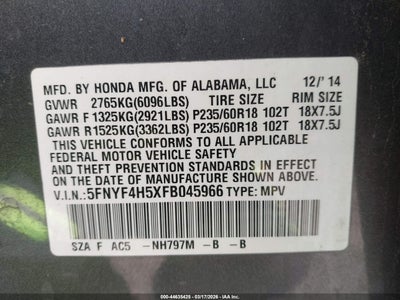 MFD. BY HONDA MFG. OF ALABAMA, LLC 12/'14
GVWR 2765KG(6096LBS) TIRE SIZE RIM SIZE
GAWR F 1325KG(2921LBS) P235/60R18 102T 18X7.5J
GAWR R1525KG(3362LBS) P235/60R18 102T 18X7.5J
THIS VEHICLE CONFORMS TO ALL APPLICABLE
FEDERAL MOTOR VEHICLE SAFETY
STANDARDS IN EFFECT ON THE
DATE OF MANUFACTURE SHOWN ABOVE.
V.I.N.:5FNYF4H5XFB045966 TYPE: MPV
SZA F AC5 -NH797M -B -B
000-44635425 - 03/17/2026 - IAA Inc.